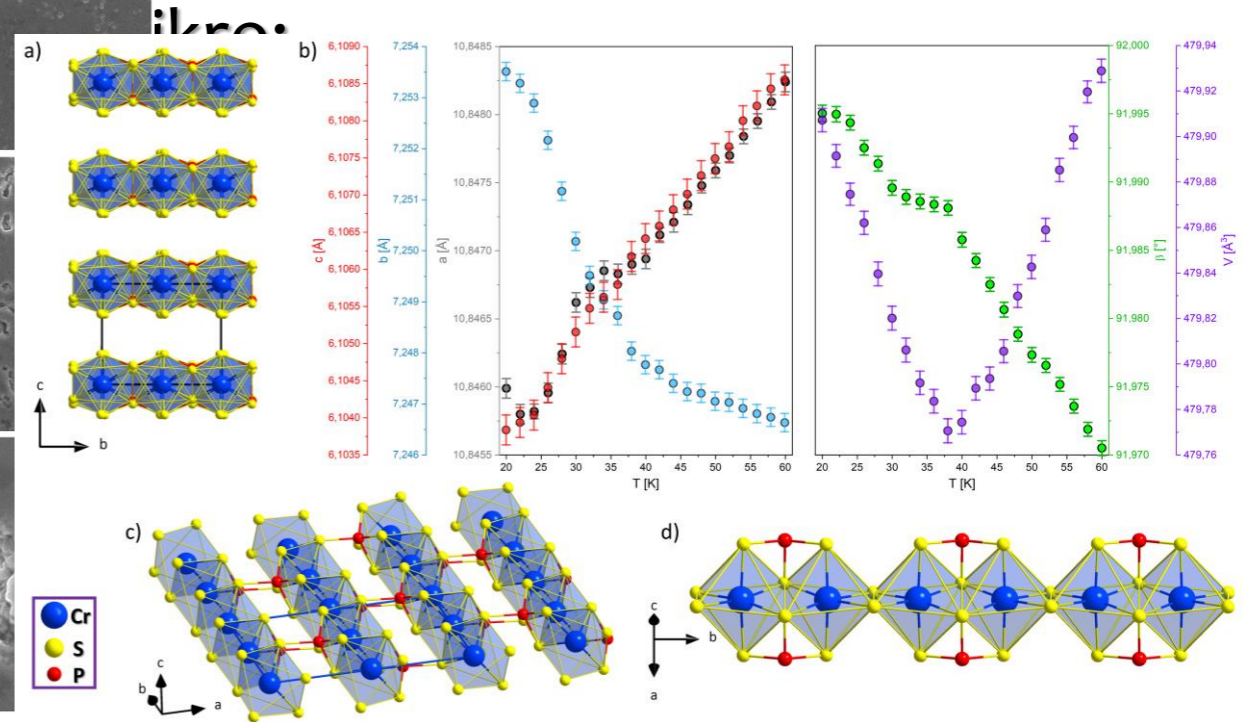 ikro:
a)
c
b
b)
c [Å]
6,1090
6,1085
6,1080
6,1075
6,1070
6,1065
6,1060
6,1055
6,1050
6,1045
6,1040
6,1035
b [Å]
7,254
7,253
7,252
7,251
7,250
7,249
7,248
7,247
7,246
a [Å]
10,8485
10,8480
10,8475
10,8470
10,8465
10,8460
10,8455
20 25 30 35 40 45 50 55 60
T [K]
20 25 30 35 40 45 50 55 60
T [K]
92,000
91,995
91,990
91,985
91,980
91,975
91,970
β [°]
479,94
479,92
479,90
479,88
479,86
479,84
479,82
479,80
479,78
479,76
V [Å³]
c)
Cr
S
P
c
b
a
d)
c
b
a